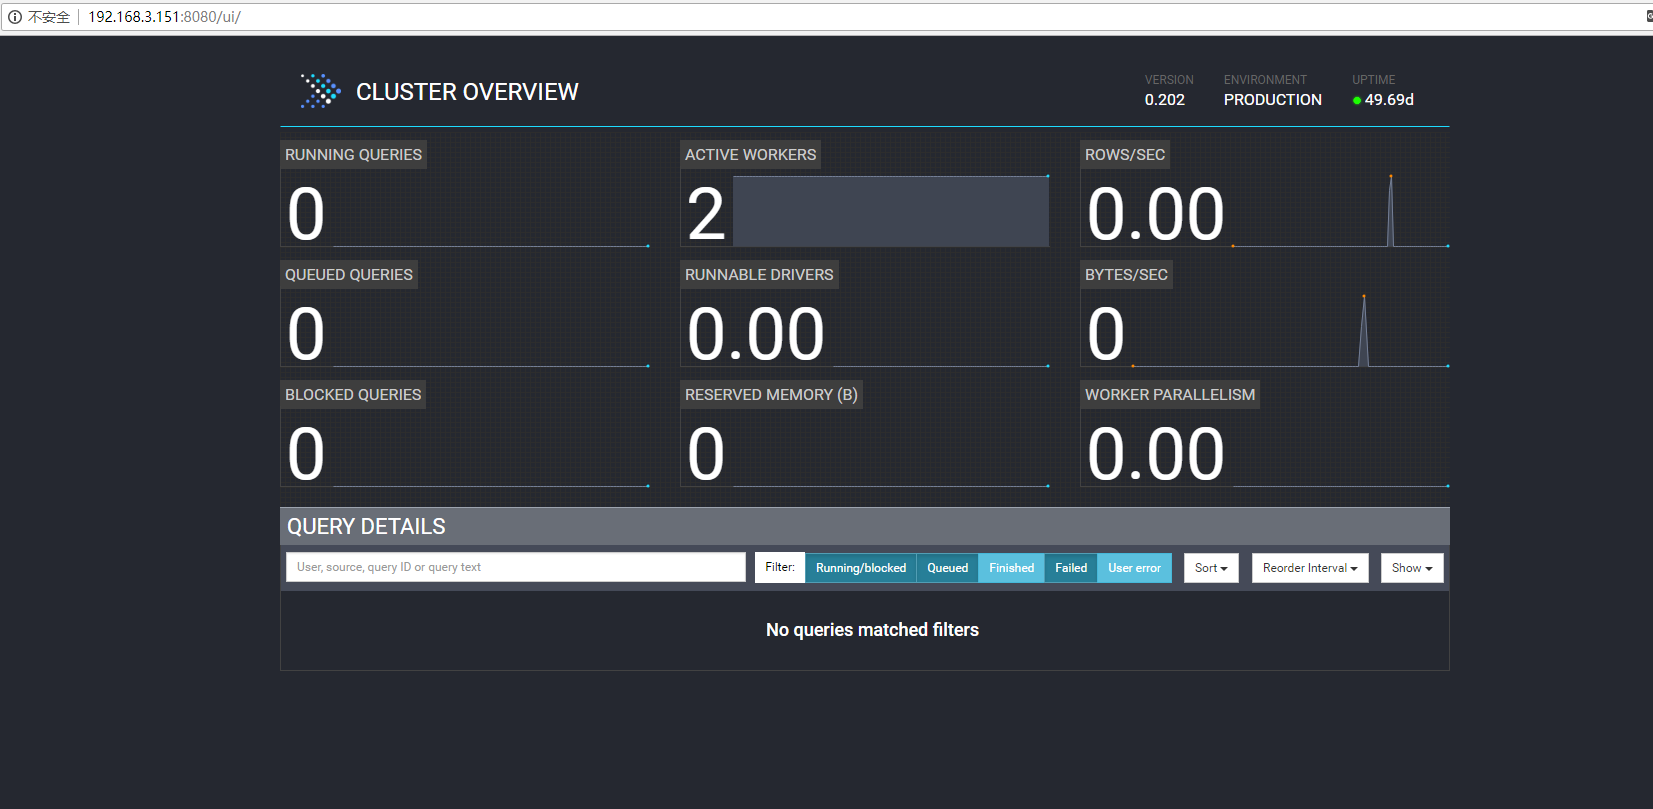 不安全 192.168.3.151:8080/ui/
CLUSTER OVERVIEW
VERSION
0.202
ENVIRONMENT
PRODUCTION
UPTIME
49.69d
RUNNING QUERIES
0
ACTIVE WORKERS
2
ROWS/SEC
0.00
QUEUED QUERIES
0
RUNNABLE DRIVERS
0.00
BYTES/SEC
0
BLOCKED QUERIES
0
RESERVED MEMORY (B)
0
WORKER PARALLELISM
0.00
QUERY DETAILS
User, source, query ID or query text
Filter: Running/blocked Queued Finished Failed User error Sort Reorder Interval Show
No queries matched filters